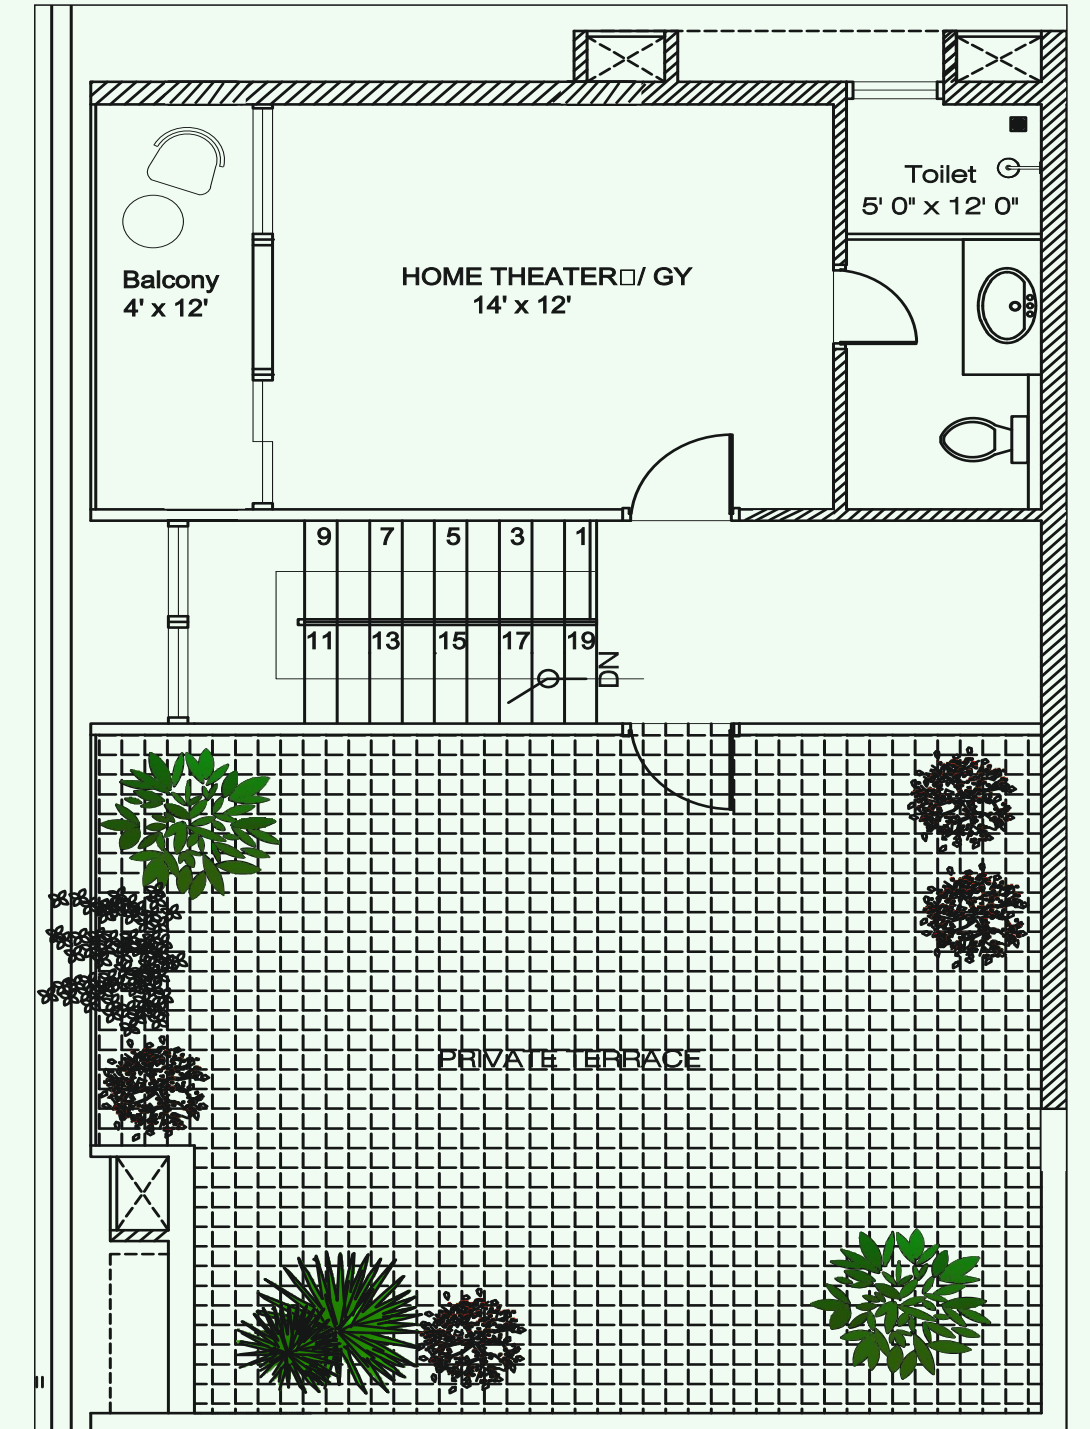 Toilet
5' 0" x 12' 0"
Balcony
4' x 12'
HOME THEATER□/ GY
14' x 12'
9 7 5 3 1
11 13 15 17 19
DN
PRIVATE TERRACE